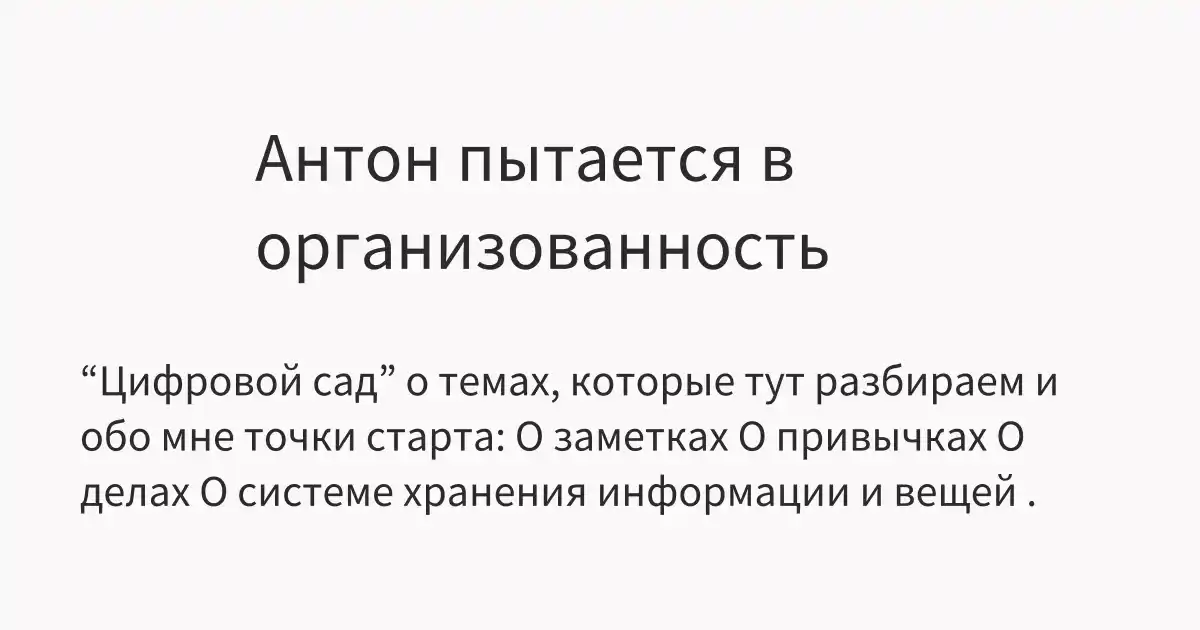 Антон пытается в
организованность
“Цифровой сад” о темах, которые тут разбираем и
обо мне точки старта: О заметках О привычках О
делах О системе хранения информации и вещей .